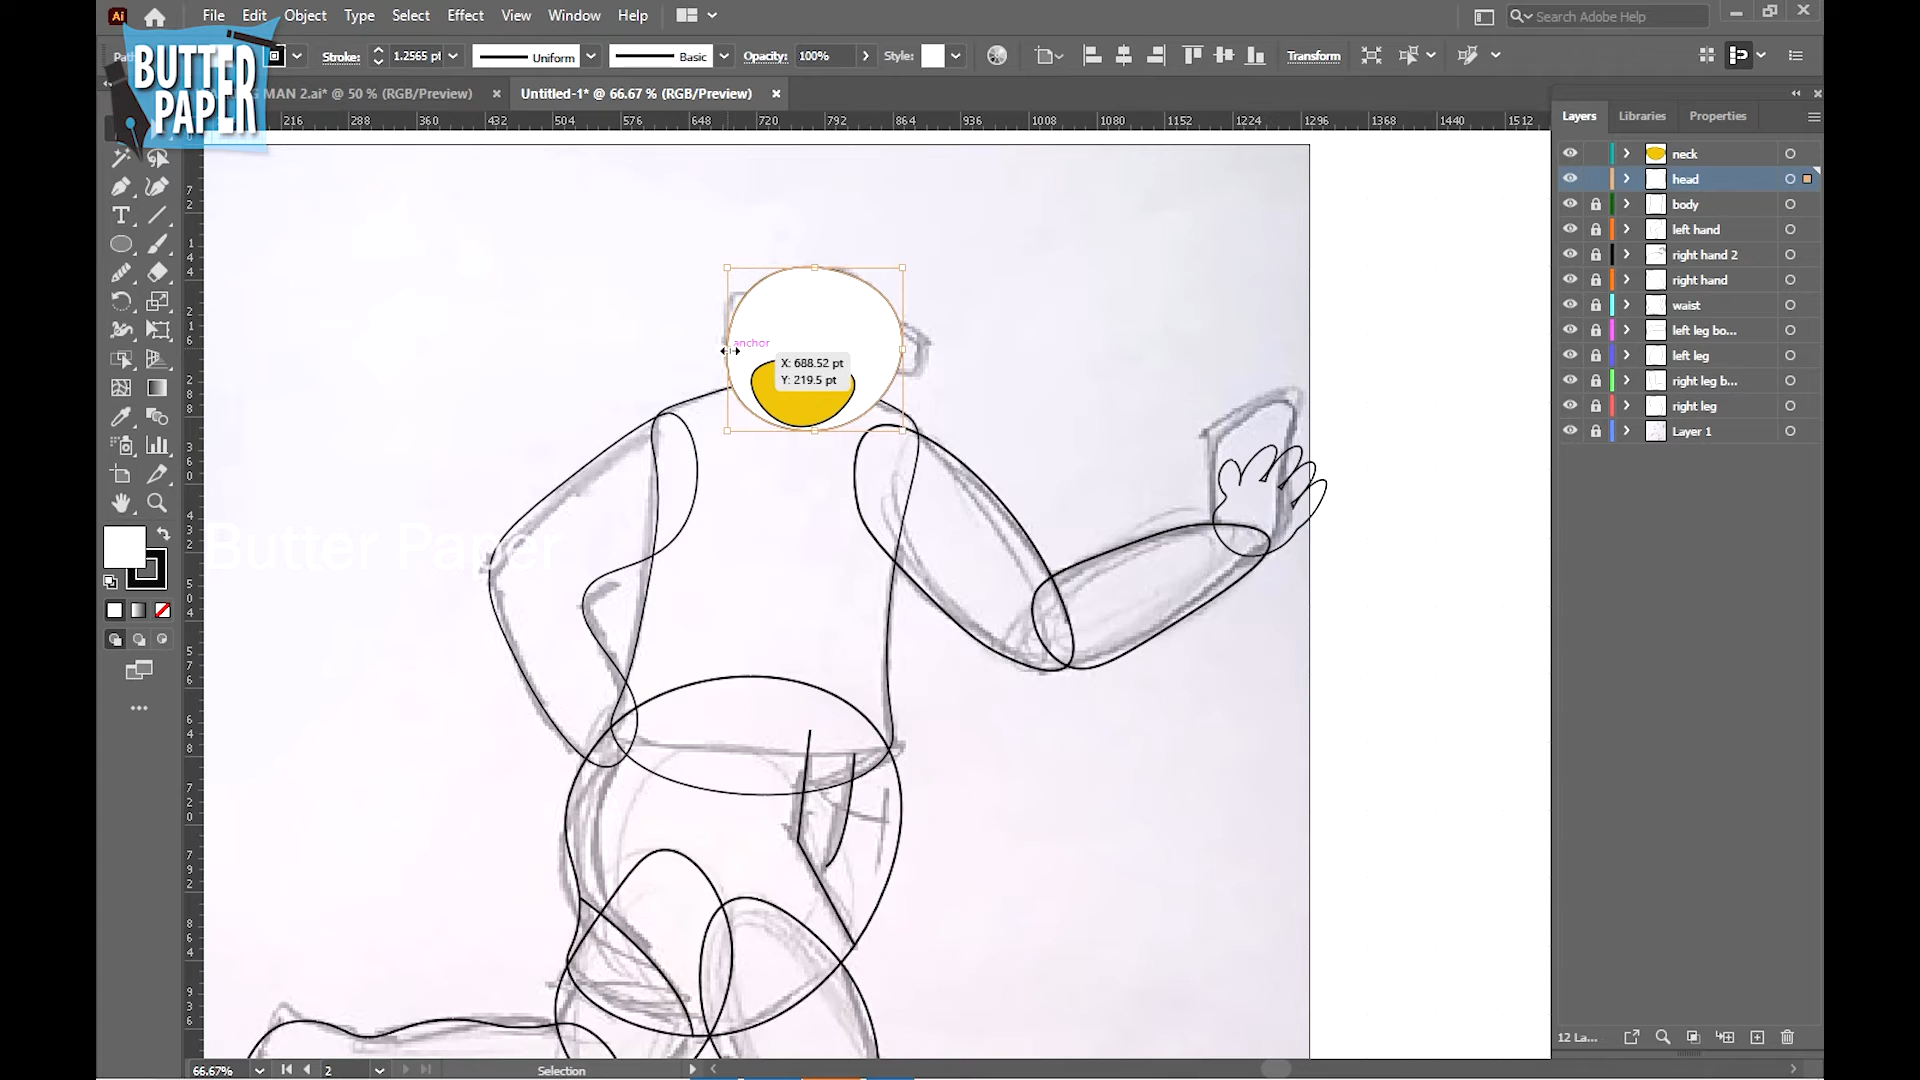 Ai File Edit Object Type Select Effect View Window Help Search Adobe Help
BUTTER PAPER
Stroke: 1.2565 pt Uniform Basic Opacity: 100% Style: Transform
MAN 2.ai* @ 50 % (RGB/Preview) × Untitled-1* @ 66.67 % (RGB/Preview) ×
216 288 360 432 504 576 648 720 792 864 936 1008 1080 1152 1224 1296 1368 1440 1512
Layers Libraries Properties
neck
head
body
left hand
right hand 2
right hand
waist
left leg bo...
left leg
right leg b...
right leg
Layer 1
anchor
X: 688.52 pt
Y: 219.5 pt
Butter Paper
12 La...
66.67% 2 Selection